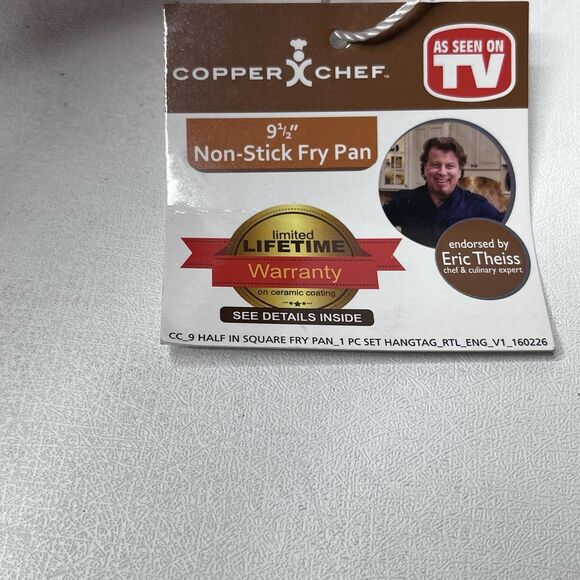 COPPER CHEF™
AS SEEN ON
TV
9½"
Non-Stick Fry Pan
limited
LIFETIME
Warranty
on ceramic coating
SEE DETAILS INSIDE
endorsed by
Eric Theiss
chef & culinary expert
CC_9 HALF IN SQUARE FRY PAN_1 PC SET HANGTAG_RTL_ENG_V1_160226